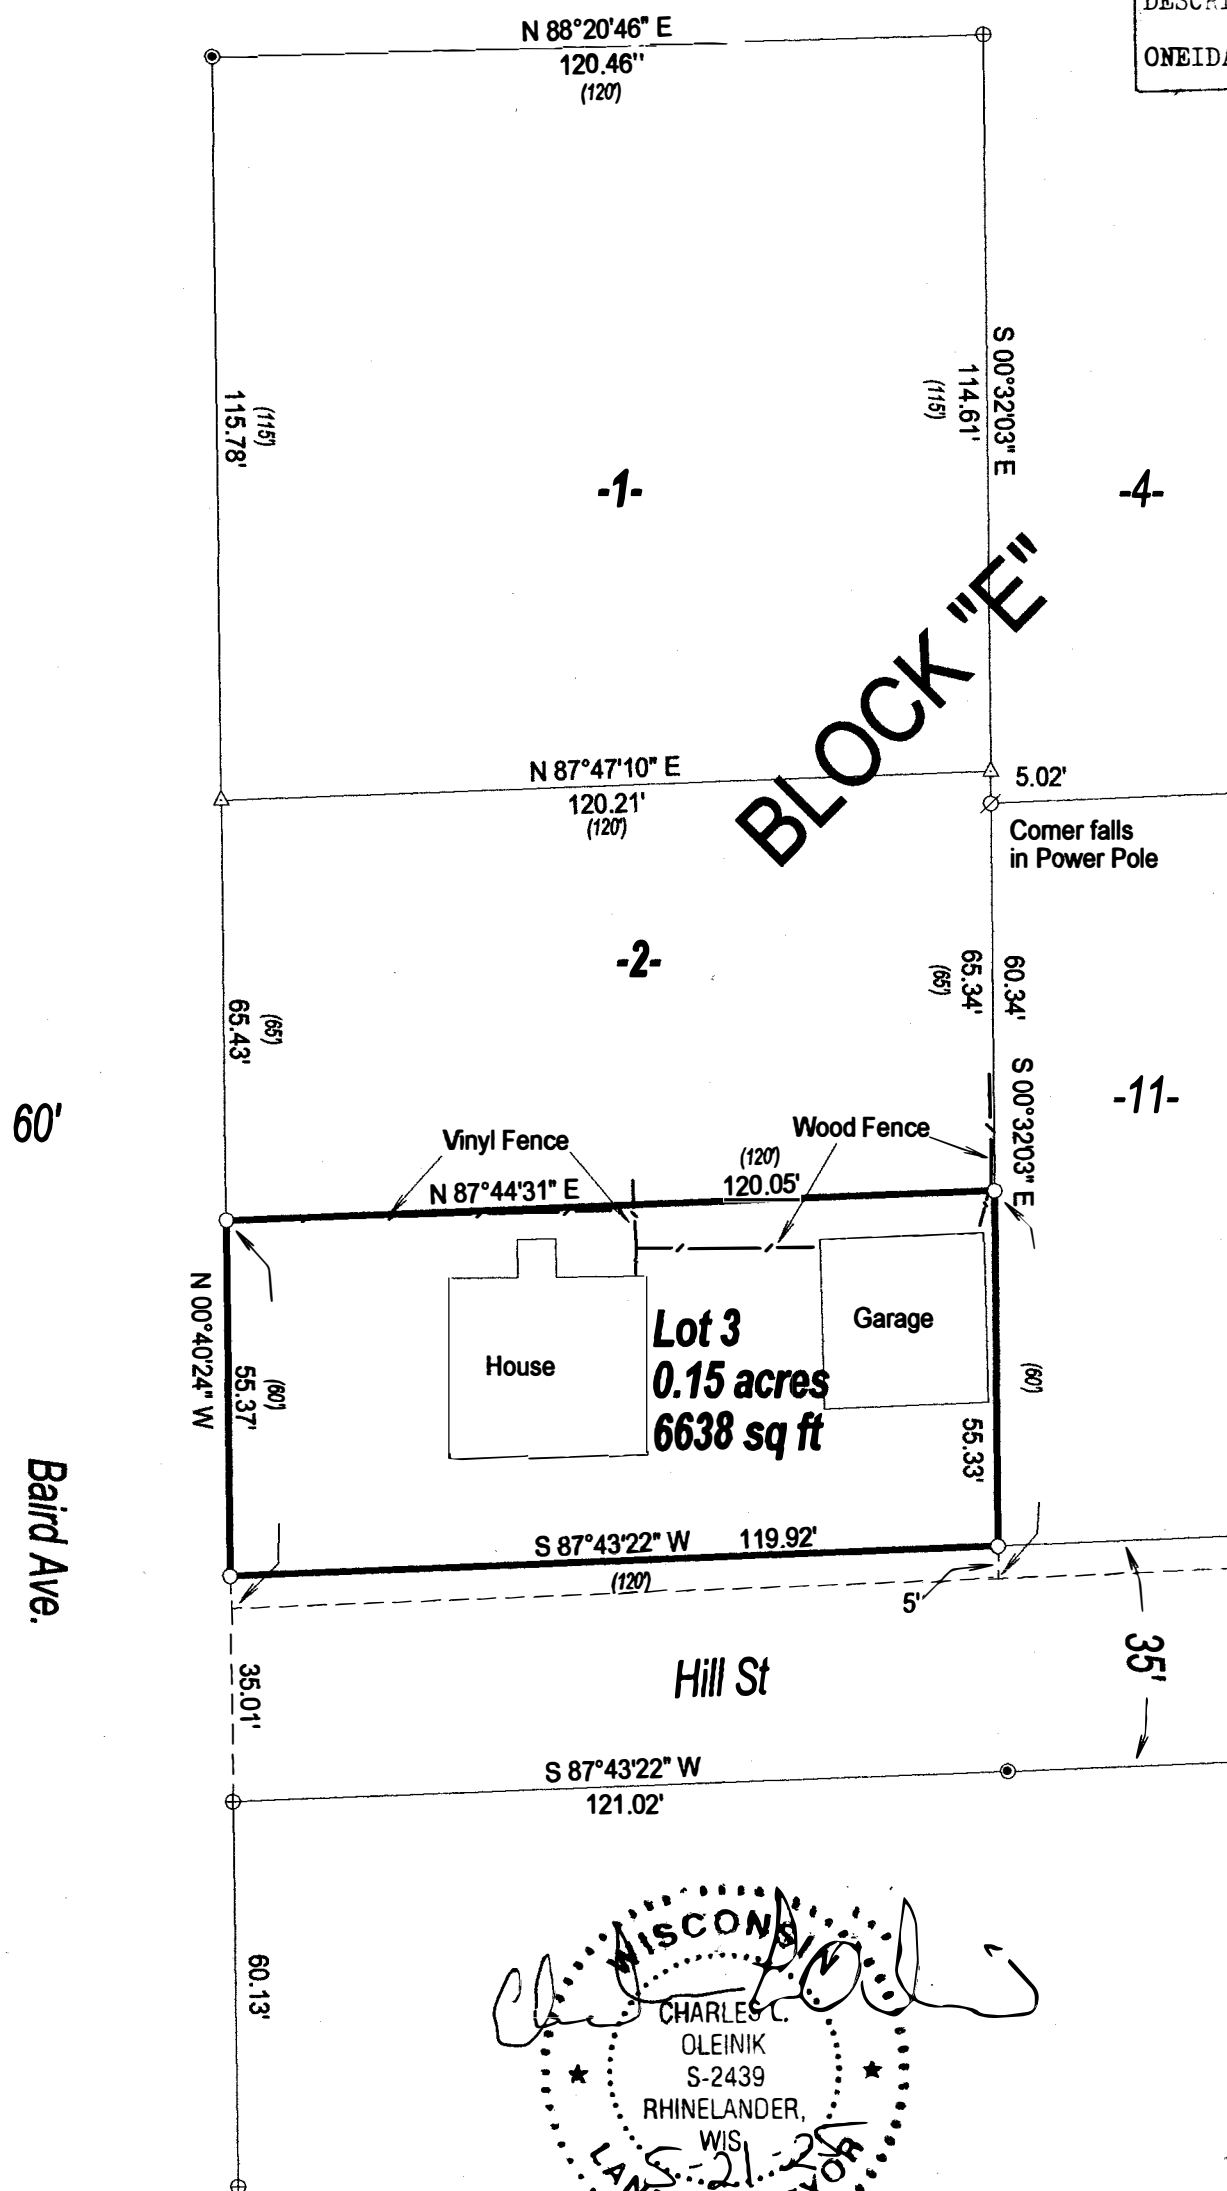 DESCRI
ONEIDA
N 88°20'46" E
120.46''
(120')
S 00°32'03" E
114.61'
(115')
(115')
115.78'
-1-
-4-
BLOCK "E"
N 87°47'10" E
120.21'
(120')
5.02'
Corner falls
in Power Pole
-2-
60.34'
65.34'
(65')
(65')
65.43'
S 00°32'03" E
-11-
60'
Vinyl Fence
Wood Fence
(120')
N 87°44'31" E
120.05'
N 00°40'24" W
(60')
55.37'
House
Lot 3
0.15 acres
6638 sq ft
Garage
(60')
55.33'
Baird Ave.
S 87°43'22" W 119.92'
(120')
5'
35'
Hill St
35.01'
S 87°43'22" W
121.02'
60.13'
WISCONSIN
CHARLES L.
OLEINIK
S-2439
RHINELANDER,
WIS.
5-21-25